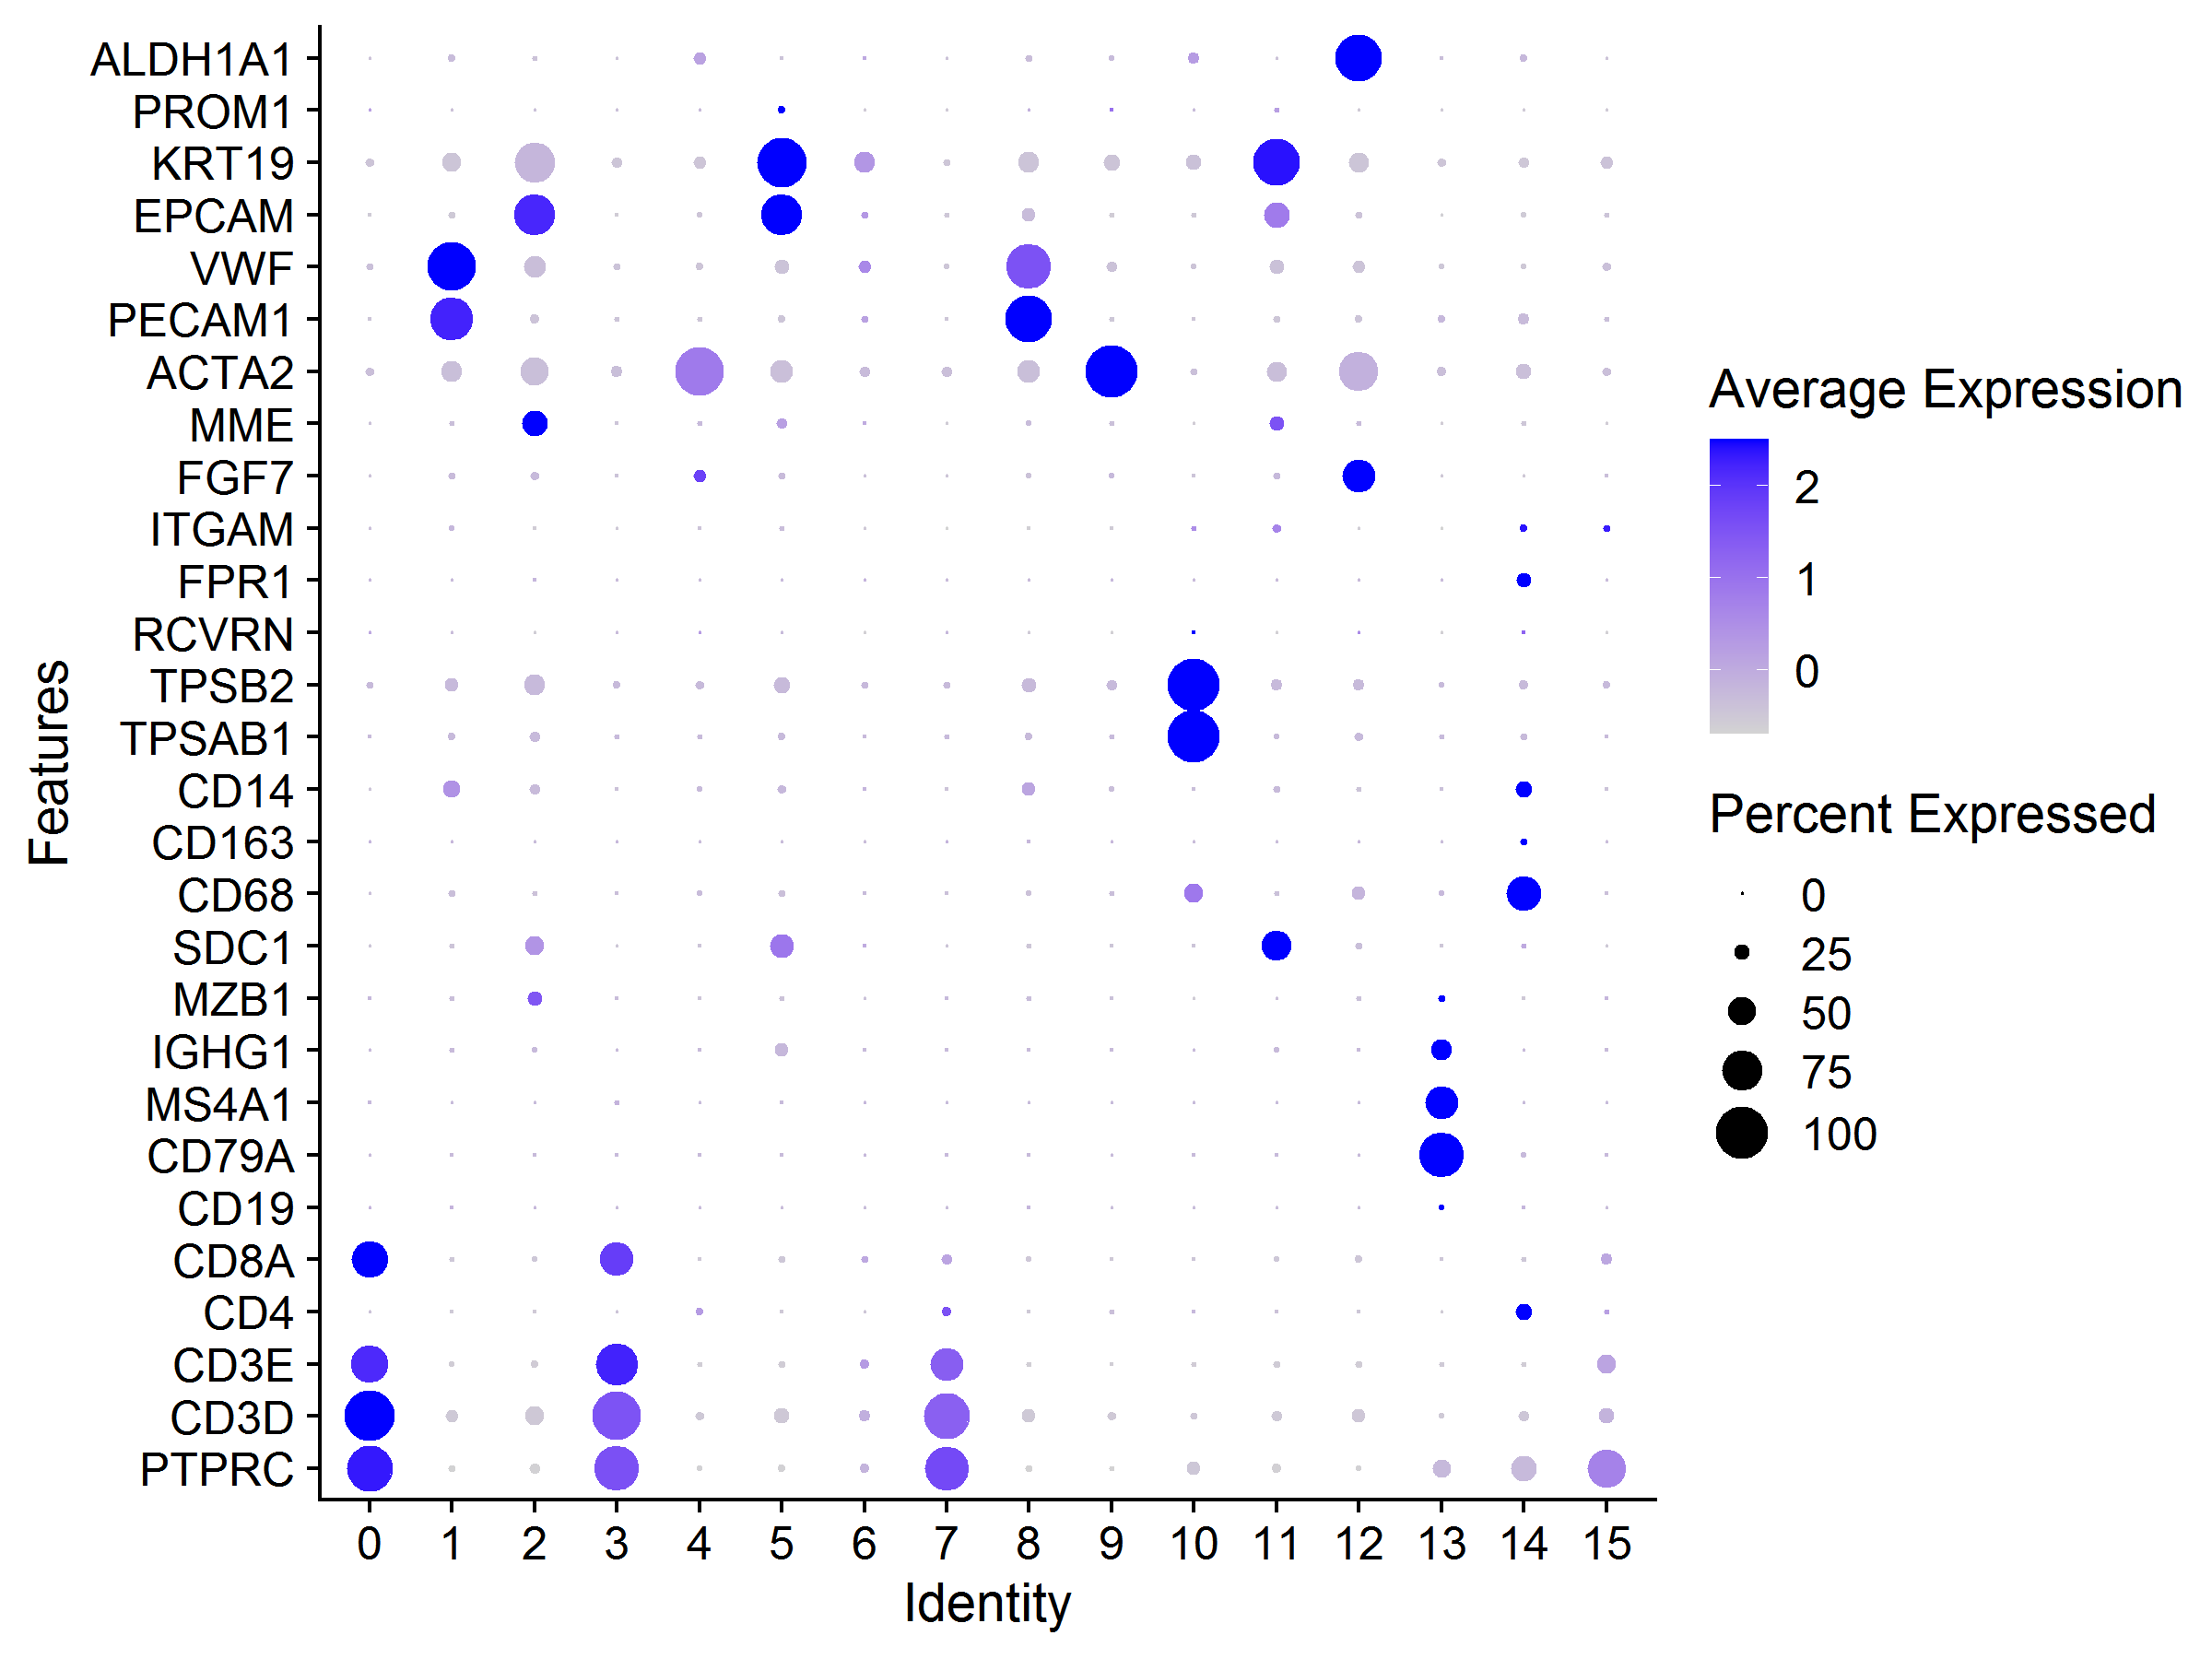 ALDH1A1
PROM1
KRT19
EPCAM
VWF
PECAM1
ACTA2
MME
FGF7
ITGAM
FPR1
RCVRN
TPSB2
TPSAB1
CD14
CD163
CD68
SDC1
MZB1
IGHG1
MS4A1
CD79A
CD19
CD8A
CD4
CD3E
CD3D
PTPRC
Features
0 1 2 3 4 5 6 7 8 9 10 11 12 13 14 15
Identity
Average Expression
2
1
0
Percent Expressed
0
25
50
75
100